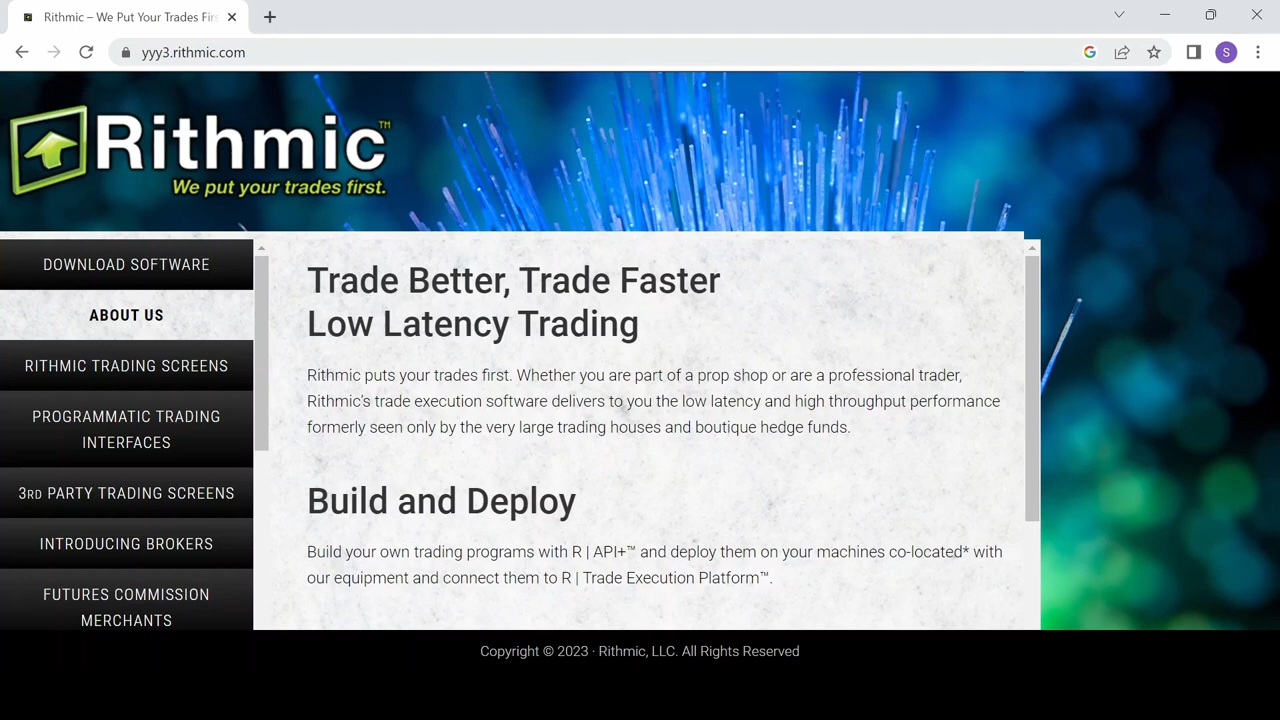 Rithmic – We Put Your Trades Firs
yyy3.rithmic.com
S
Rithmic™
We put your trades first.
DOWNLOAD SOFTWARE
ABOUT US
RITHMIC TRADING SCREENS
PROGRAMMATIC TRADING
INTERFACES
3RD PARTY TRADING SCREENS
INTRODUCING BROKERS
FUTURES COMMISSION
MERCHANTS
Trade Better, Trade Faster
Low Latency Trading
Rithmic puts your trades first. Whether you are part of a prop shop or are a professional trader,
Rithmic's trade execution software delivers to you the low latency and high throughput performance
formerly seen only by the very large trading houses and boutique hedge funds.
Build and Deploy
Build your own trading programs with R | API+™ and deploy them on your machines co-located* with
our equipment and connect them to R | Trade Execution Platform™.
Copyright © 2023 · Rithmic, LLC. All Rights Reserved